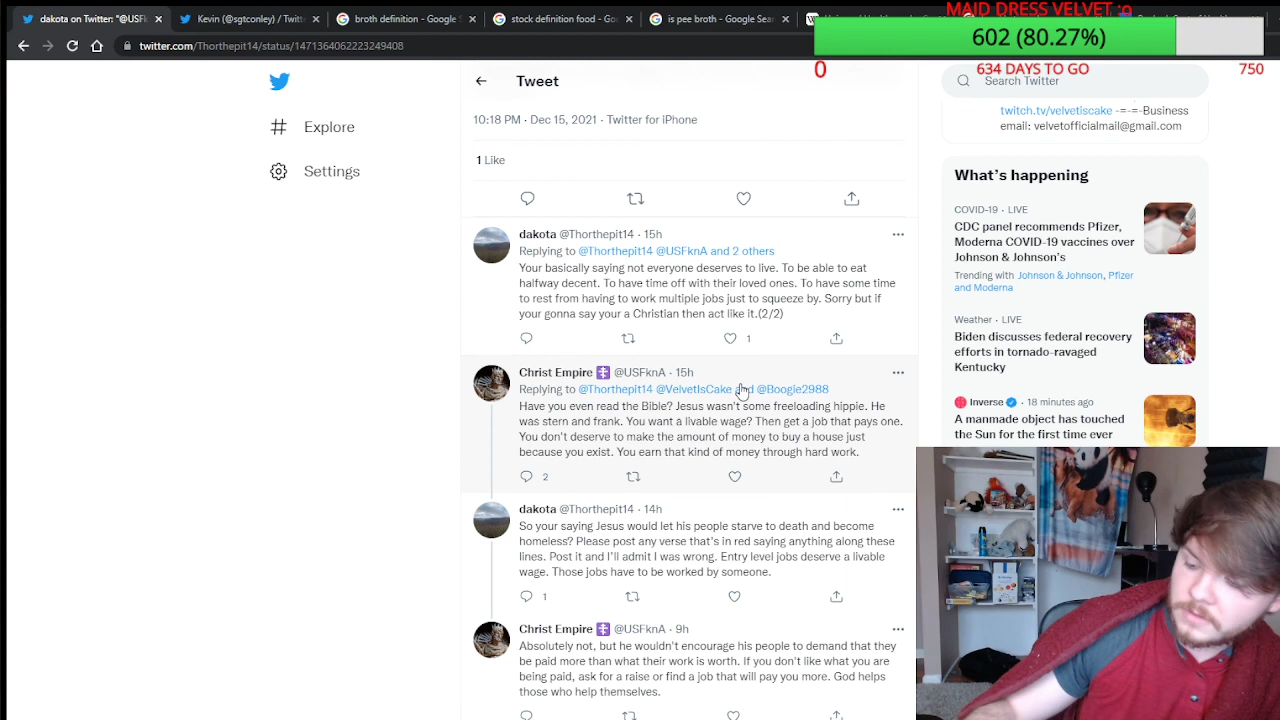 dakota on Twitter: "@USF
Kevin (@sgtconley) / Twitte
broth definition - Google S
stock definition food - Go
is pee broth - Google Sea
MAID DRESS VELVET :o
602 (80.27%)
twitter.com/Thorthepit14/status/1471364062223249408
0
634 DAYS TO GO
750
Explore
Settings
Tweet
10:18 PM · Dec 15, 2021 · Twitter for iPhone
1 Like
dakota @Thorthepit14 · 15h
Replying to @Thorthepit14 @USFknA and 2 others
Your basically saying not everyone deserves to live. To be able to eat
halfway decent. To have time off with their loved ones. To have some time
to rest from having to work multiple jobs just to squeeze by. Sorry but if
your gonna say your a Christian then act like it.(2/2)
1
Christ Empire @USFknA · 15h
Replying to @Thorthepit14 @VelvetIsCake and @Boogie2988
Have you even read the Bible? Jesus wasn't some freeloading hippie. He
was stern and frank. You want a livable wage? Then get a job that pays one.
You don't deserve to make the amount of money to buy a house just
because you exist. You earn that kind of money through hard work.
2
dakota @Thorthepit14 · 14h
So your saying Jesus would let his people starve to death and become
homeless? Please post any verse that's in red saying anything along these
lines. Post it and I'll admit I was wrong. Entry level jobs deserve a livable
wage. Those jobs have to be worked by someone.
1
Christ Empire @USFknA · 9h
Absolutely not, but he wouldn't encourage his people to demand that they
be paid more than what their work is worth. If you don't like what you are
being paid, ask for a raise or find a job that will pay you more. God helps
those who help themselves.
Search Twitter
twitch.tv/velvetiscake -=-=-Business
email: velvetofficialmail@gmail.com
What's happening
COVID-19 · LIVE
CDC panel recommends Pfizer,
Moderna COVID-19 vaccines over
Johnson & Johnson's
Trending with Johnson & Johnson, Pfizer
and Moderna
Weather · LIVE
Biden discusses federal recovery
efforts in tornado-ravaged
Kentucky
Inverse · 18 minutes ago
A manmade object has touched
the Sun for the first time ever